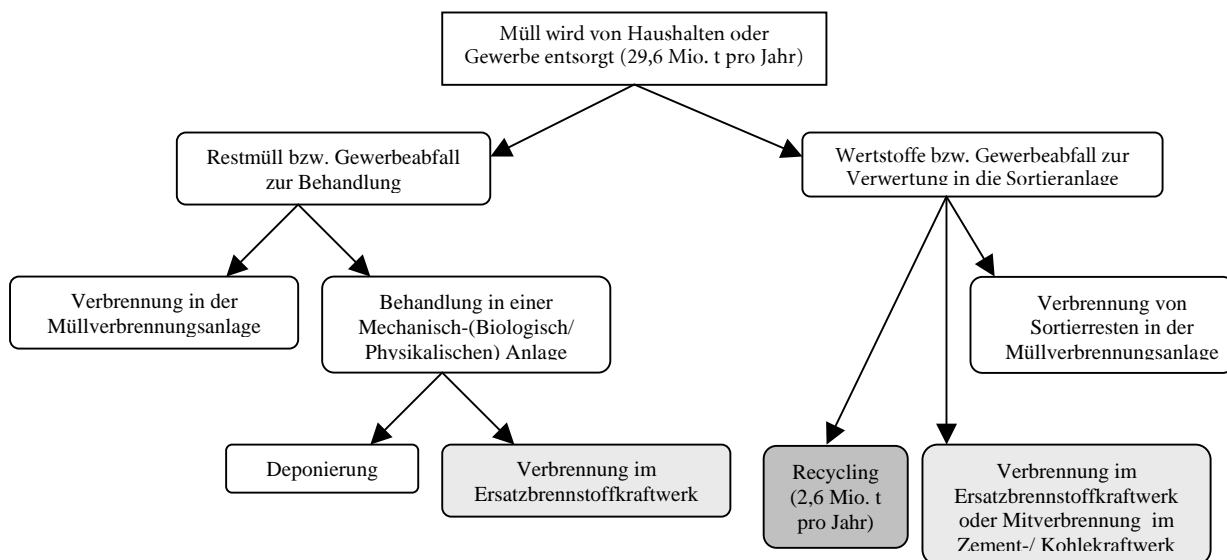 Müll wird von Haushalten oder
Gewerbe entsorgt (29,6 Mio. t pro Jahr)
Restmüll bzw. Gewerbeabfall
zur Behandlung
Wertstoffe bzw. Gewerbeabfall zur
Verwertung in die Sortieranlage
Verbrennung in der
Müllverbrennungsanlage
Behandlung in einer
Mechanisch-(Biologisch/
Physikalischen) Anlage
Verbrennung von
Sortierresten in der
Müllverbrennungsanlage
Deponierung
Verbrennung im
Ersatzbrennstoffkraftwerk
Recycling
(2,6 Mio. t
pro Jahr)
Verbrennung im
Ersatzbrennstoffkraftwerk
oder Mitverbrennung im
Zement-/ Kohlekraftwerk